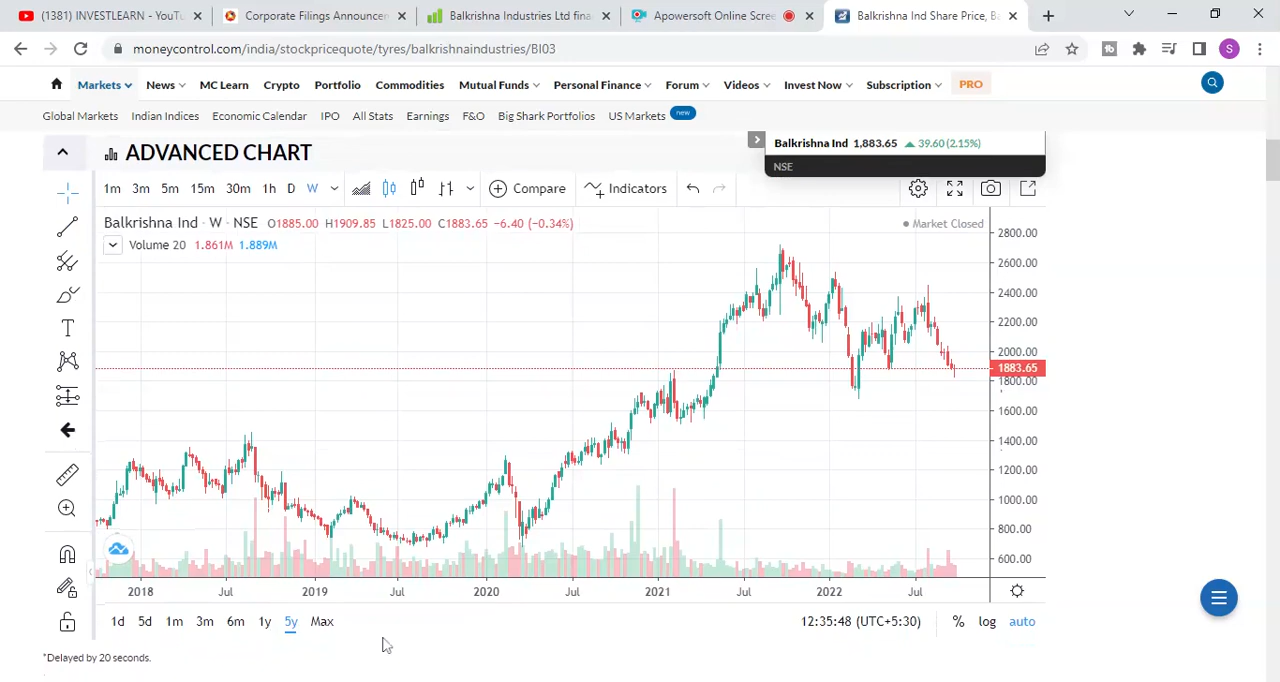 (1381) INVESTLEARN - YouTu
Corporate Filings Announcen
Balkrishna Industries Ltd finan
Apowersoft Online Scree
Balkrishna Ind Share Price, Ba
moneycontrol.com/india/stockpricequote/tyres/balkrishnaindustries/BI03
S
Markets News MC Learn Crypto Portfolio Commodities Mutual Funds Personal Finance Forum Videos Invest Now Subscription PRO
Global Markets Indian Indices Economic Calendar IPO All Stats Earnings F&O Big Shark Portfolios US Markets new
ADVANCED CHART
Balkrishna Ind 1,883.65 39.60 (2.15%)
NSE
1m 3m 5m 15m 30m 1h D W Compare Indicators
Balkrishna Ind · W · NSE O1885.00 H1909.85 L1825.00 C1883.65 −6.40 (−0.34%)
Market Closed
Volume 20 1.861M 1.889M
2800.00
2600.00
2400.00
2200.00
2000.00
1883.65
1800.00
1600.00
1400.00
1200.00
1000.00
800.00
600.00
2018 Jul 2019 Jul 2020 Jul 2021 Jul 2022 Jul
1d 5d 1m 3m 6m 1y 5y Max
12:35:48 (UTC+5:30) % log auto
*Delayed by 20 seconds.